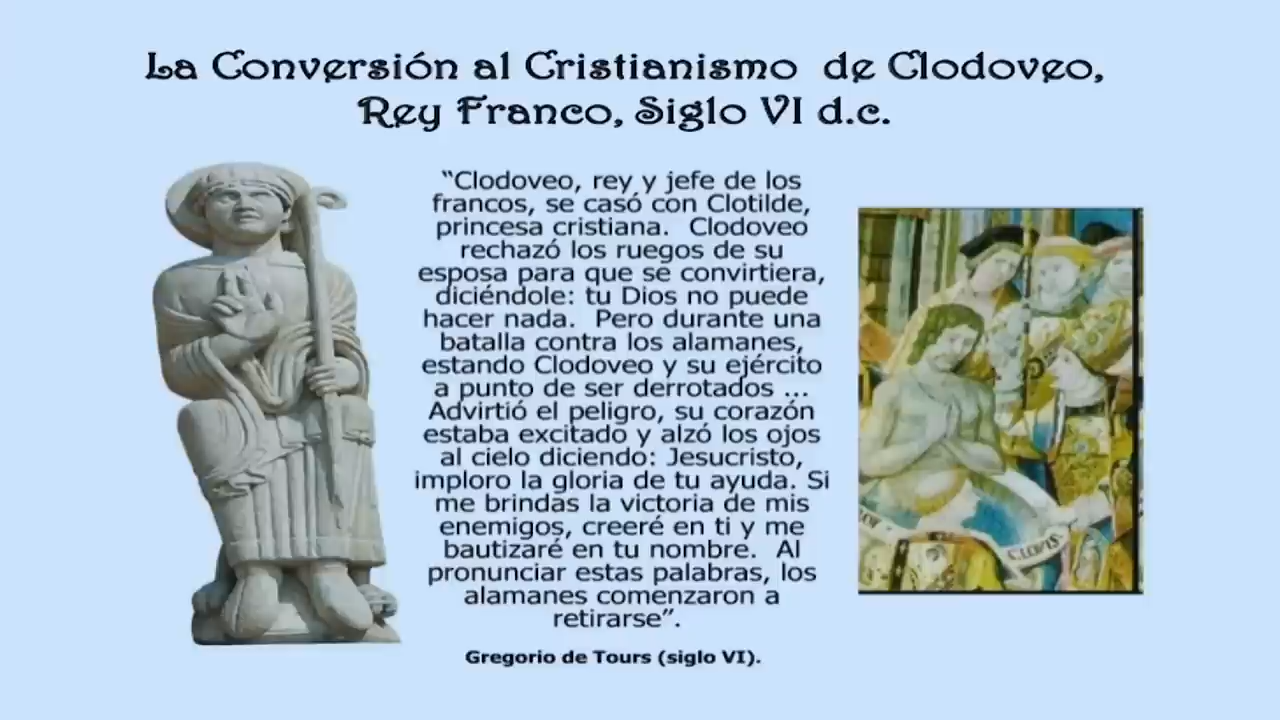 La Conversión al Cristianismo de Clodoveo,
Rey Franco, Siglo VI d.c.
“Clodoveo, rey y jefe de los
francos, se casó con Clotilde,
princesa cristiana. Clodoveo
rechazó los ruegos de su
esposa para que se convirtiera,
diciéndole: tu Dios no puede
hacer nada. Pero durante una
batalla contra los alamanes,
estando Clodoveo y su ejército
a punto de ser derrotados ...
Advirtió el peligro, su corazón
estaba excitado y alzó los ojos
al cielo diciendo: Jesucristo,
imploro la gloria de tu ayuda. Si
me brindas la victoria de mis
enemigos, creeré en ti y me
bautizaré en tu nombre. Al
pronunciar estas palabras, los
alamanes comenzaron a
retirarse”.
Gregorio de Tours (siglo VI).